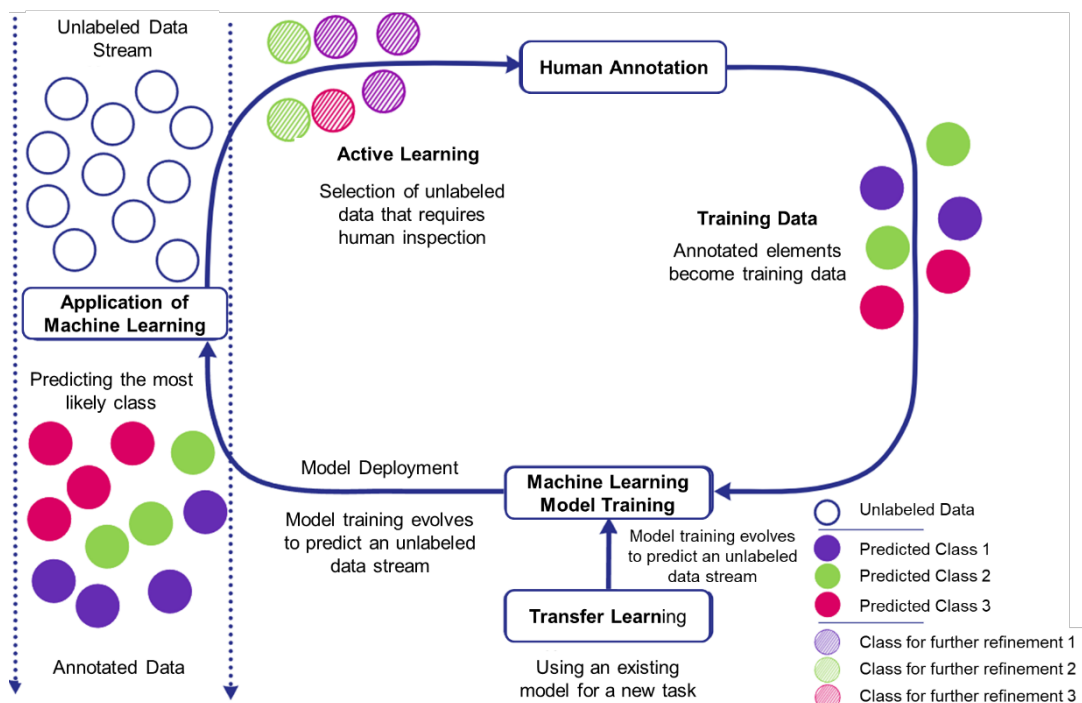 Unlabeled Data
Stream
Application of
Machine Learning
Predicting the most
likely class
Annotated Data
Active Learning
Selection of unlabeled
data that requires
human inspection
Human Annotation
Training Data
Annotated elements
become training data
Model Deployment
Model training evolves
to predict an unlabeled
data stream
Machine Learning
Model Training
Model training evolves
to predict an unlabeled
data stream
Transfer Learning
Using an existing
model for a new task
Unlabeled Data
Predicted Class 1
Predicted Class 2
Predicted Class 3
Class for further refinement 1
Class for further refinement 2
Class for further refinement 3